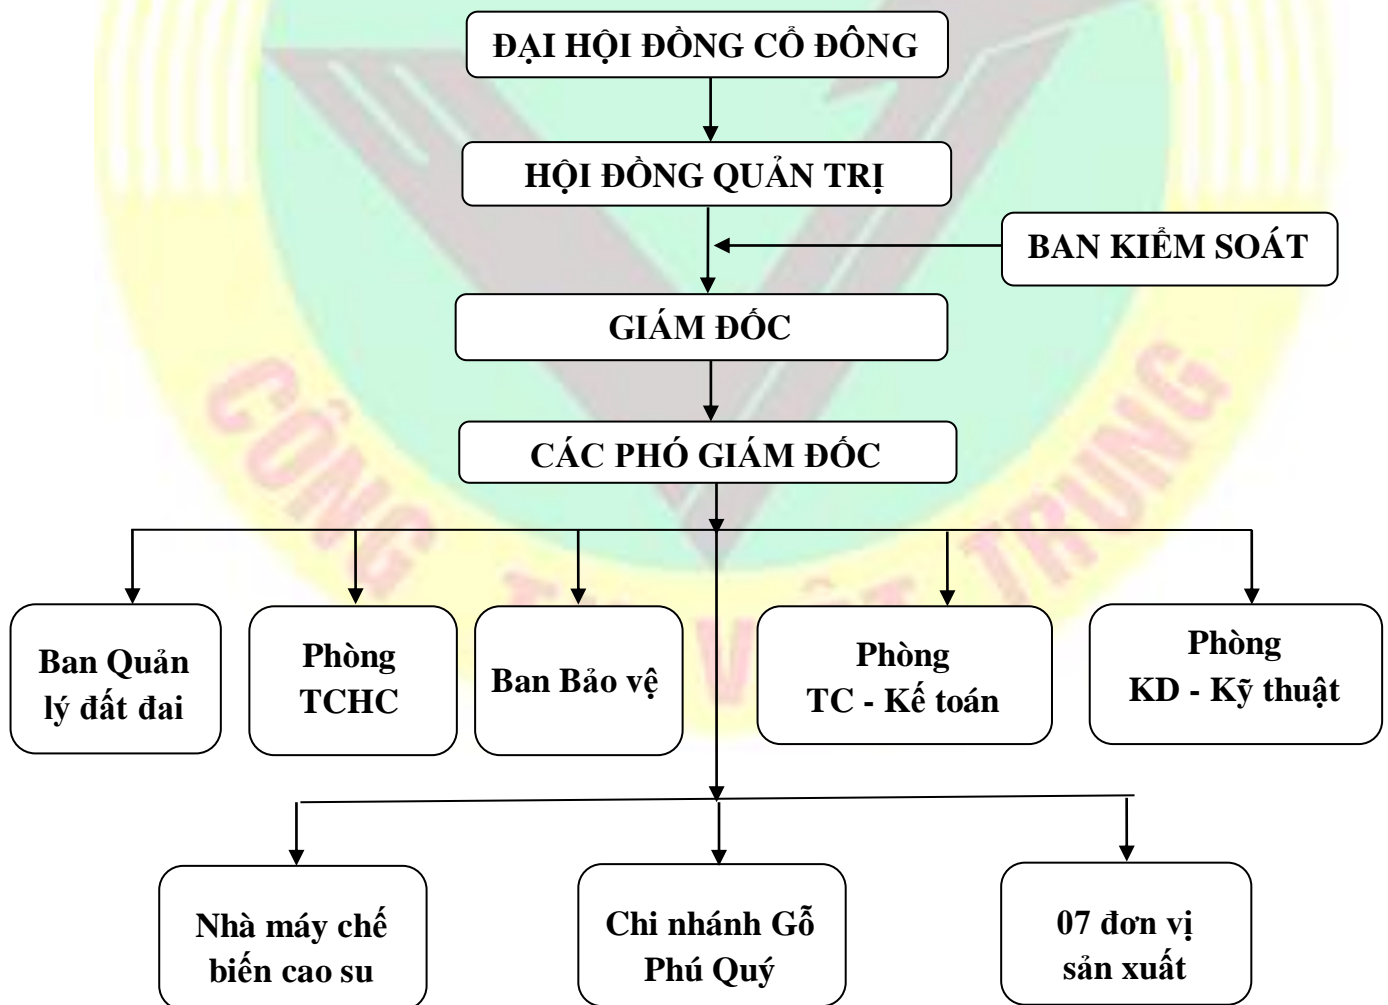 ĐẠI HỘI ĐỒNG CỔ ĐÔNG
HỘI ĐỒNG QUẢN TRỊ
BAN KIỂM SOÁT
GIÁM ĐỐC
CÁC PHÓ GIÁM ĐỐC
Ban Quản
lý đất đai
Phòng
TCHC
Ban Bảo vệ
Phòng
TC - Kế toán
Phòng
KD - Kỹ thuật
Nhà máy chế
biến cao su
Chi nhánh Gỗ
Phú Quý
07 đơn vị
sản xuất
CÔNG
TRUNG